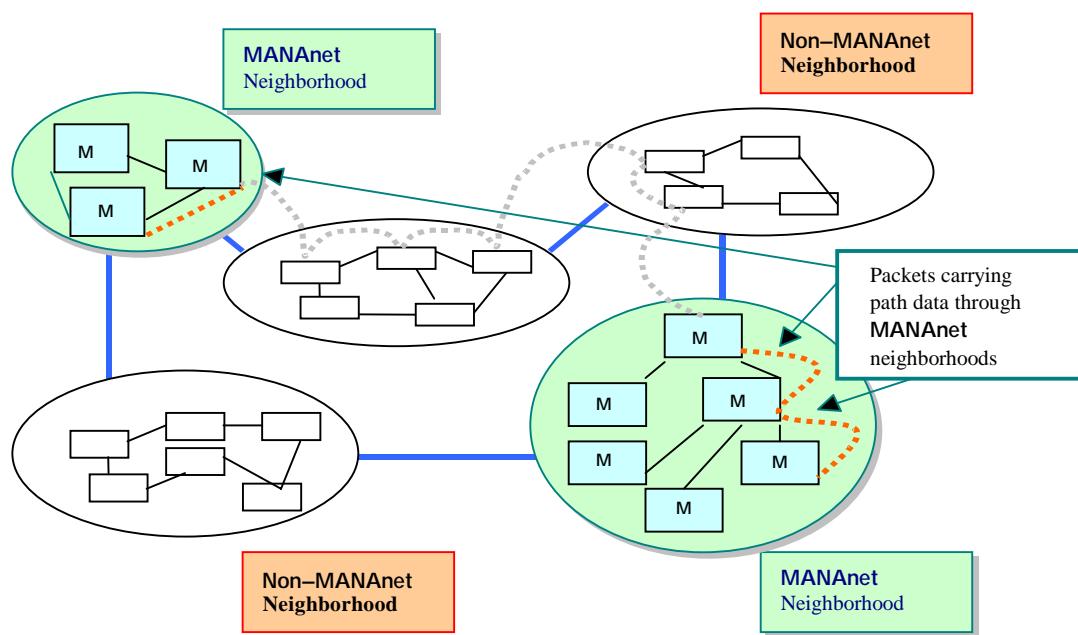 MANAnet
Neighborhood
Non–MANAnet
Neighborhood
M
M
M
Packets carrying
path data through
MANAnet
neighborhoods
M
M
M
M
M
M
Non–MANAnet
Neighborhood
MANAnet
Neighborhood